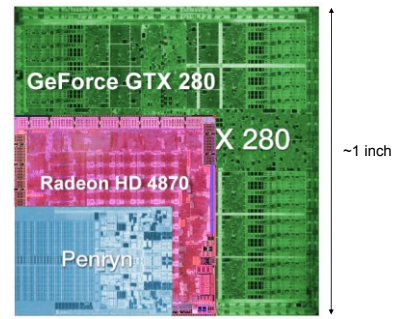 GeForce GTX 280
X 280
~1 inch
Radeon HD 4870
Penryn